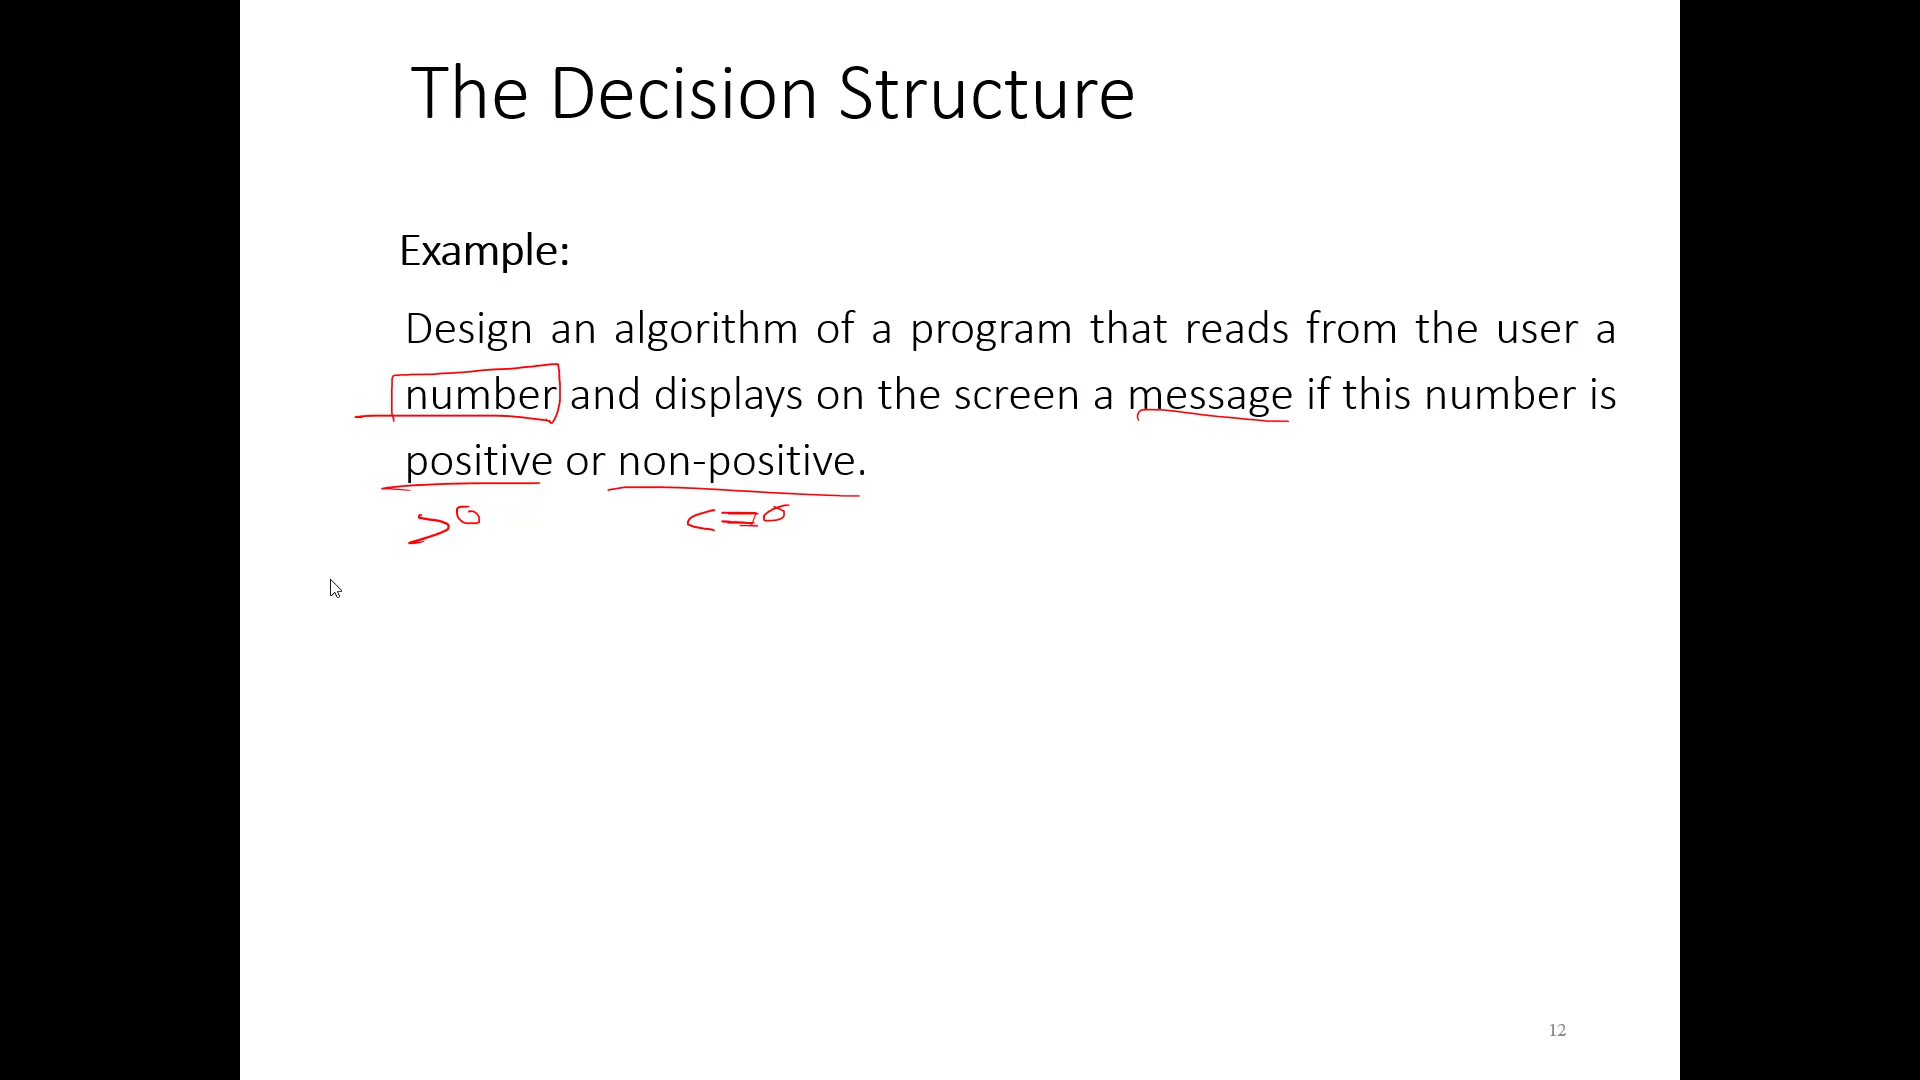 The Decision Structure
Example:
Design an algorithm of a program that reads from the user a
number and displays on the screen a message if this number is
positive or non-positive.
>0 <=0
12